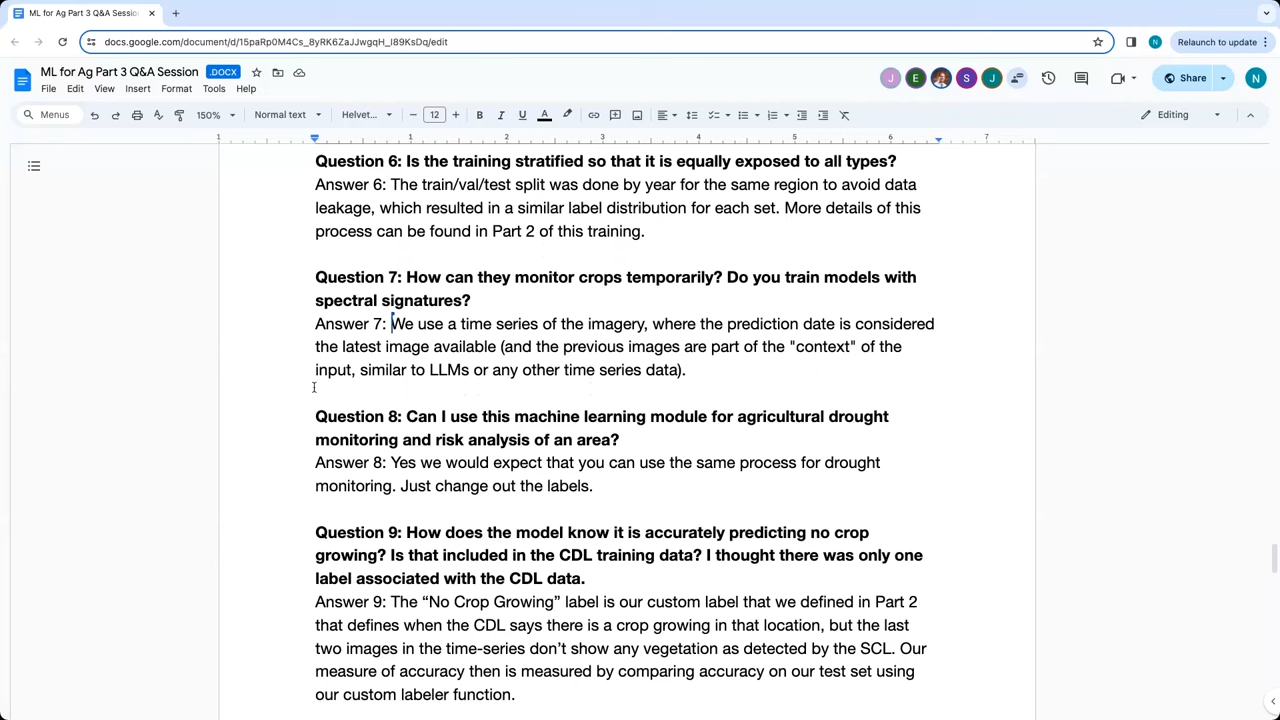 ML for Ag Part 3 Q&A Session
docs.google.com/document/d/15paRp0M4Cs_8yRK6ZaJJwgqH_l89KsDq/edit
N
Relaunch to update
ML for Ag Part 3 Q&A Session
.DOCX
File Edit View Insert Format Tools Help
J E S J
Share
N
Menus
150%
Normal text
Helvet...
12
B I U A
Editing
1 1 2 3 4 5 6 7
Question 6: Is the training stratified so that it is equally exposed to all types?
Answer 6: The train/val/test split was done by year for the same region to avoid data
leakage, which resulted in a similar label distribution for each set. More details of this
process can be found in Part 2 of this training.
Question 7: How can they monitor crops temporarily? Do you train models with
spectral signatures?
Answer 7: We use a time series of the imagery, where the prediction date is considered
the latest image available (and the previous images are part of the "context" of the
input, similar to LLMs or any other time series data).
Question 8: Can I use this machine learning module for agricultural drought
monitoring and risk analysis of an area?
Answer 8: Yes we would expect that you can use the same process for drought
monitoring. Just change out the labels.
Question 9: How does the model know it is accurately predicting no crop
growing? Is that included in the CDL training data? I thought there was only one
label associated with the CDL data.
Answer 9: The “No Crop Growing” label is our custom label that we defined in Part 2
that defines when the CDL says there is a crop growing in that location, but the last
two images in the time-series don’t show any vegetation as detected by the SCL. Our
measure of accuracy then is measured by comparing accuracy on our test set using
our custom labeler function.